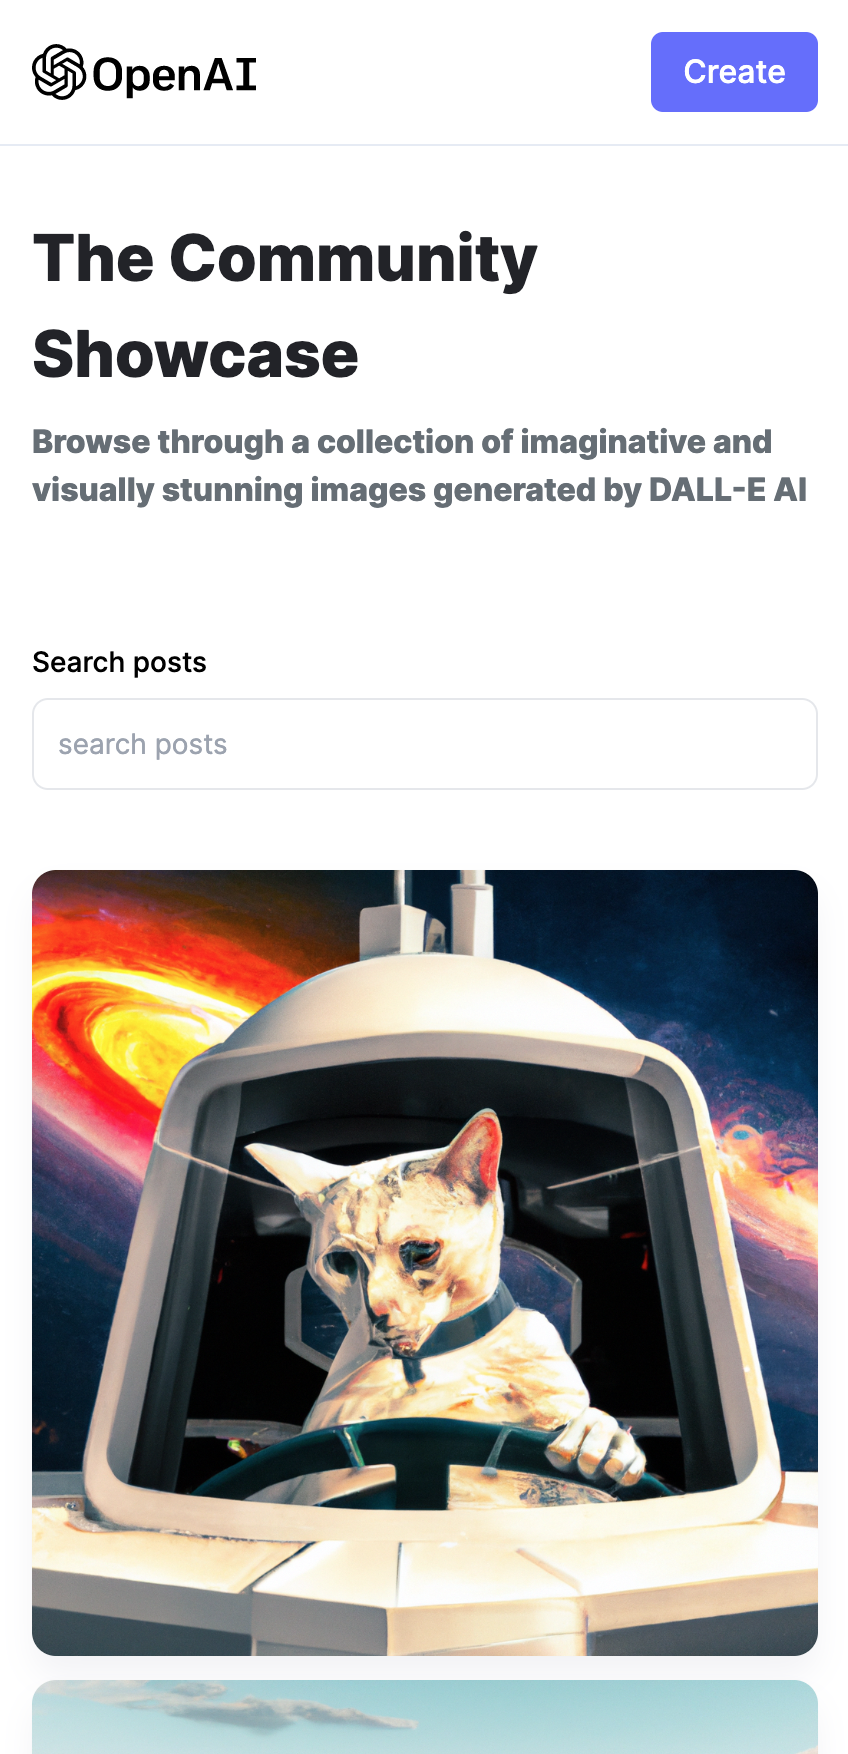 OpenAI
Create
The Community
Showcase
Browse through a collection of imaginative and
visually stunning images generated by DALL-E AI
Search posts
search posts